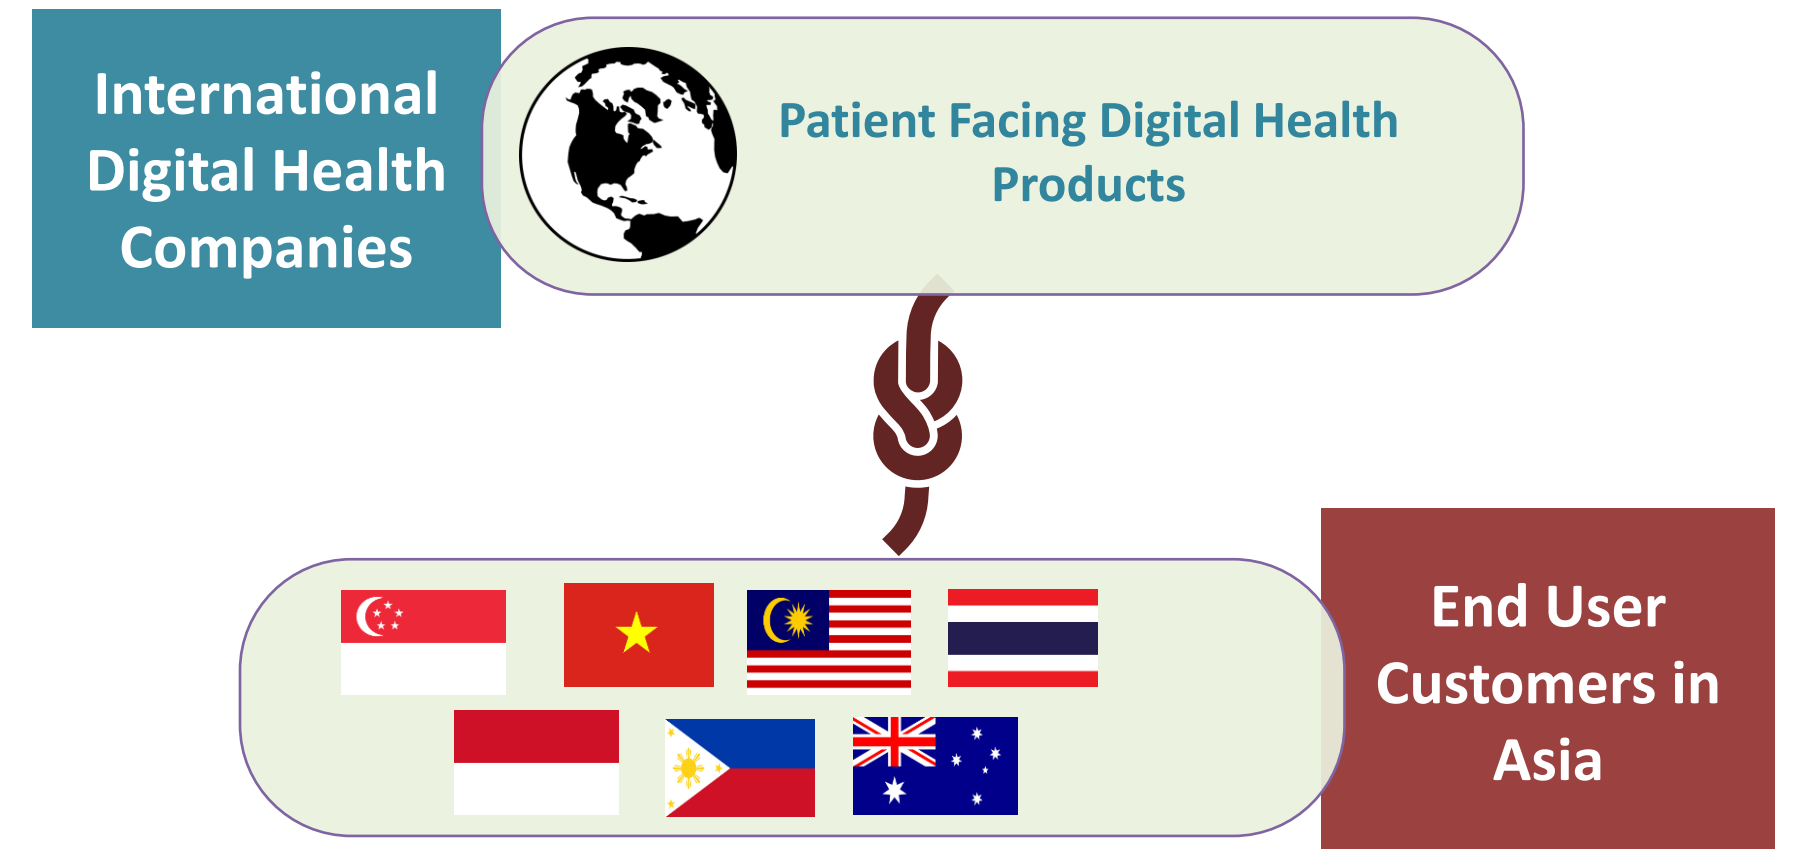 International
Digital Health
Companies
Patient Facing Digital Health
Products
End User
Customers in
Asia